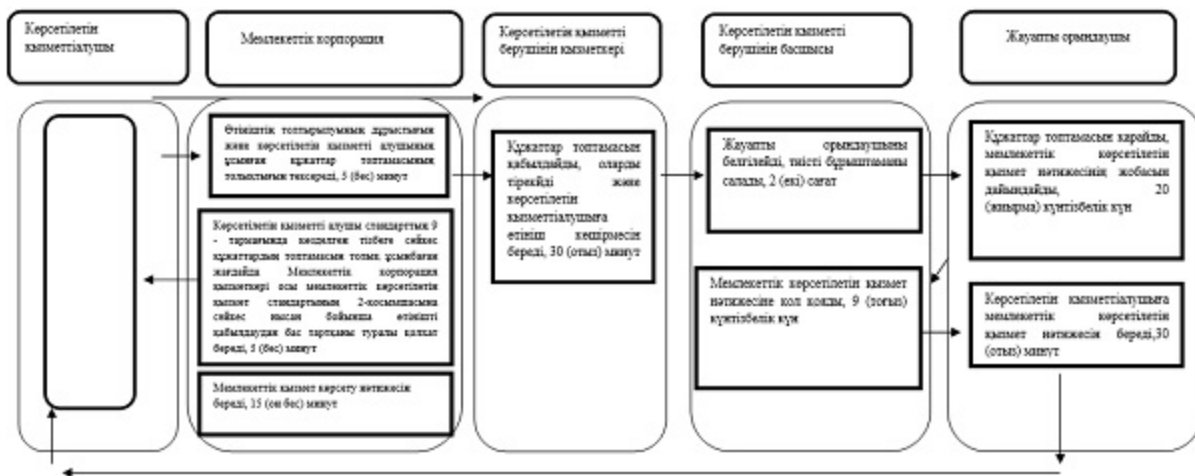 Көрсетілетін
қызметтіалушы
Мемлекеттік корпорация
Көрсетілетін қызметті
берушінің қызметкері
Көрсетілетін қызметті
берушінің басшысы
Жауапты орындаушы
Өтініштің толтырылуының дұрыстығын
және көрсетілетін қызметті алушының
ұсынған құжаттар топтамасының
толықтығын тексереді, 5 (бес) минут
Көрсетілетін қызметті алушы стандарттың 9
- тармағында көзделген тізбеге сәйкес
құжаттардың топтамасын толық ұсынбаған
жағдайда Мемлекеттік корпорация
қызметкері осы мемлекеттік көрсетілетін
қызмет стандартының 2-қосымшасына
сәйкес нысан бойынша өтінішті
қабылдаудан бас тартқаны туралы қолхат
береді, 5 (бес) минут
Мемлекеттік қызмет көрсету нәтижесін
береді, 15 (он бес) минут
Құжаттар топтамасын
қабылдайды, оларды
тіркейді және
көрсетілетін
қызметтіалушыға
өтініш көшірмесін
береді, 30 (отыз) минут
Жауапты орындаушыны
белгілейді, тиісті бұрыштаманы
салады, 2 (екі) сағат
Мемлекеттік көрсетілетін қызмет
нәтижесіне қол қояды, 9 (тоғыз)
күнтізбелік күн
Құжаттар топтамасын қарайды,
мемлекеттік көрсетілетін
қызмет нәтижесінің жобасын
дайындайды, 20
(жиырма) күнтізбелік күн
Көрсетілетін қызметтіалушыға
мемлекеттік көрсетілетін
қызмет нәтижесін береді,30
(отыз) минут